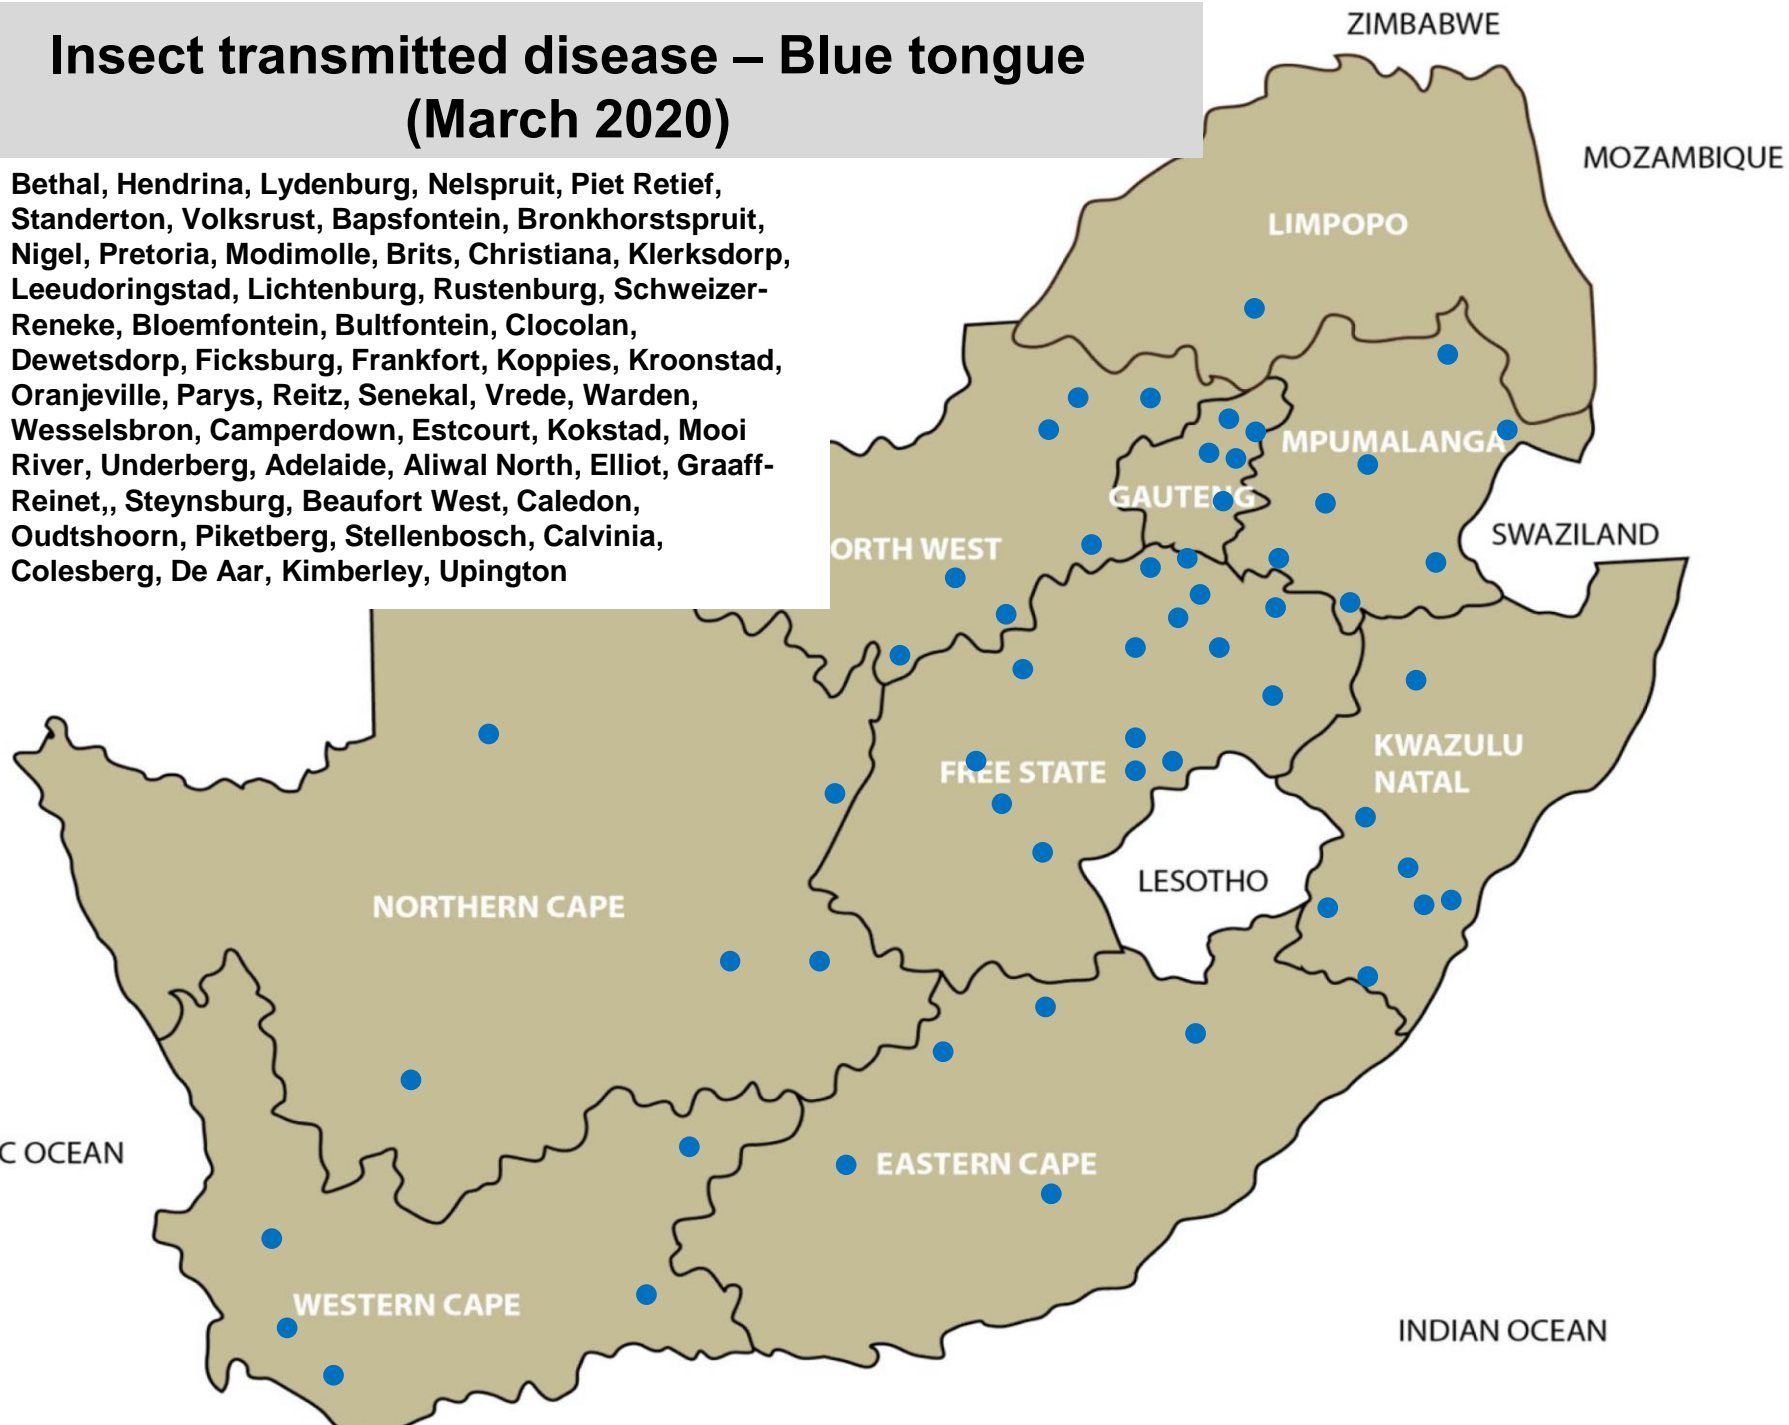 Insect transmitted disease – Blue tongue
(March 2020)
Bethal, Hendrina, Lydenburg, Nelspruit, Piet Retief,
Standerton, Volksrust, Bapsfontein, Bronkhorstspruit,
Nigel, Pretoria, Modimolle, Brits, Christiana, Klerksdorp,
Leeudoringstad, Lichtenburg, Rustenburg, Schweizer-
Reneke, Bloemfontein, Bultfontein, Clocolan,
Dewetsdorp, Ficksburg, Frankfort, Koppies, Kroonstad,
Oranjeville, Parys, Reitz, Senekal, Vrede, Warden,
Wesselsbron, Camperdown, Estcourt, Kokstad, Mooi
River, Underberg, Adelaide, Aliwal North, Elliot, Graaff-
Reinet,, Steynsburg, Beaufort West, Caledon,
Oudtshoorn, Piketberg, Stellenbosch, Calvinia,
Colesberg, De Aar, Kimberley, Upington
ZIMBABWE
MOZAMBIQUE
LIMPOPO
MPUMALANGA
GAUTENG
SWAZILAND
ORTH WEST
KWAZULU
NATAL
FREE STATE
LESOTHO
NORTHERN CAPE
C OCEAN
EASTERN CAPE
WESTERN CAPE
INDIAN OCEAN